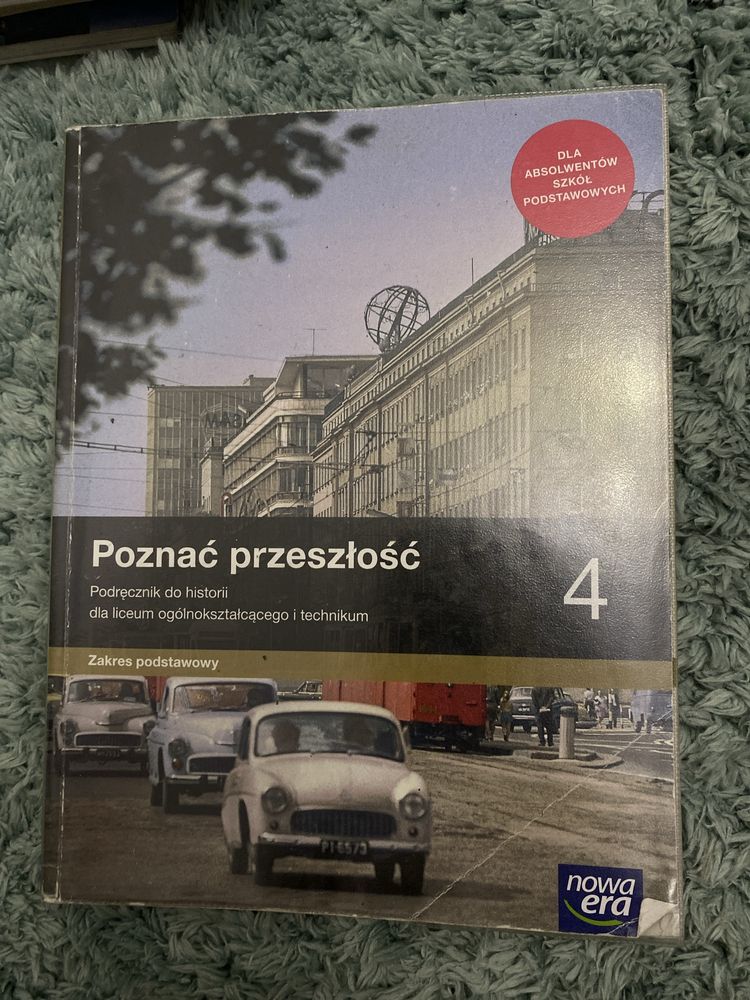 DLA
ABSOLWENTÓW
SZKÓŁ
PODSTAWOWYCH
Poznać przeszłość
4
Podręcznik do historii
dla liceum ogólnokształcącego i technikum
Zakres podstawowy
nowa
era